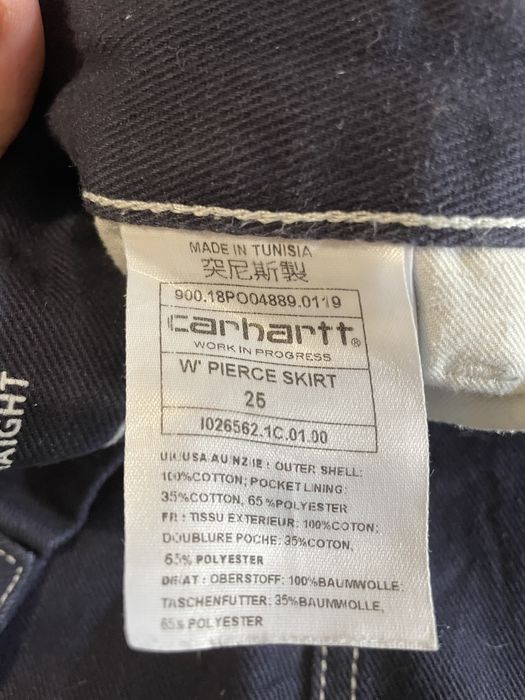 MADE IN TUNISIA
突尼斯製
900.18PO04889.0119
carhartt®
WORK IN PROGRESS
W' PIERCE SKIRT
25
I026562.1C.01.00
UK/USA/AU/NZ/IE : OUTER SHELL:
100%COTTON; POCKET LINING:
35%COTTON, 65%POLYESTER
FR : TISSU EXTERIEUR: 100%COTON;
DOUBLURE POCHE: 35%COTON,
65% POLYESTER
DE/AT : OBERSTOFF: 100%BAUMWOLLE;
TASCHENFUTTER: 35%BAUMWOLLE,
65% POLYESTER
AIGHT